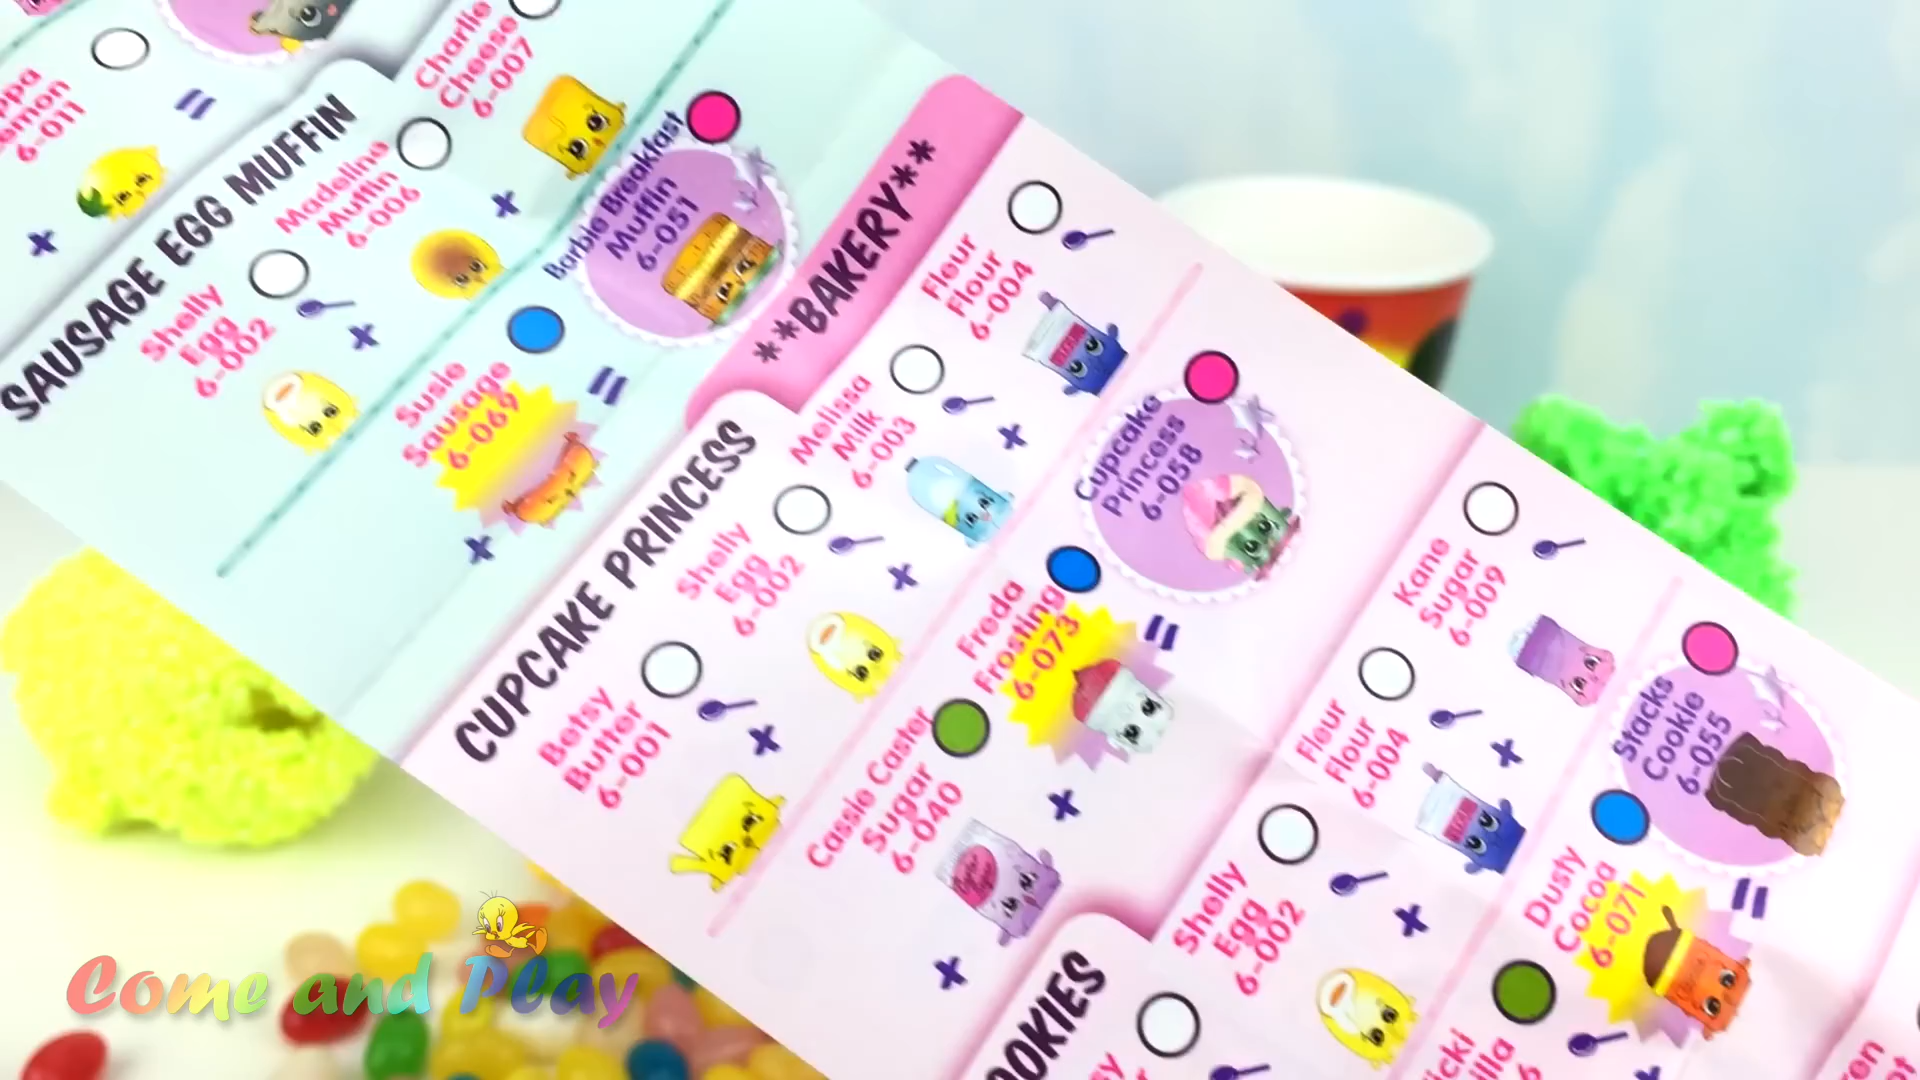 6-011
SAUSAGE EGG MUFFIN
Shelly
Egg
6-002
Madeline
Muffin
6-006
Charlie
Cheese
6-007
Susie
Sausage
6-069
Barbie Breakfast
Muffin
6-051
**BAKERY**
CUPCAKE PRINCESS
Betsy
Butter
6-001
Shelly
Egg
6-002
Melissa
Milk
6-003
Fleur
Flour
6-004
Cassie Caster
Sugar
6-040
Freda
Frosting
6-073
Cupcake
Princess
6-058
Shelly
Egg
6-002
Fleur
Flour
6-004
Kane
Sugar
6-009
Dusty
Cocoa
6-071
Stacks
Cookie
6-055
Come and Play